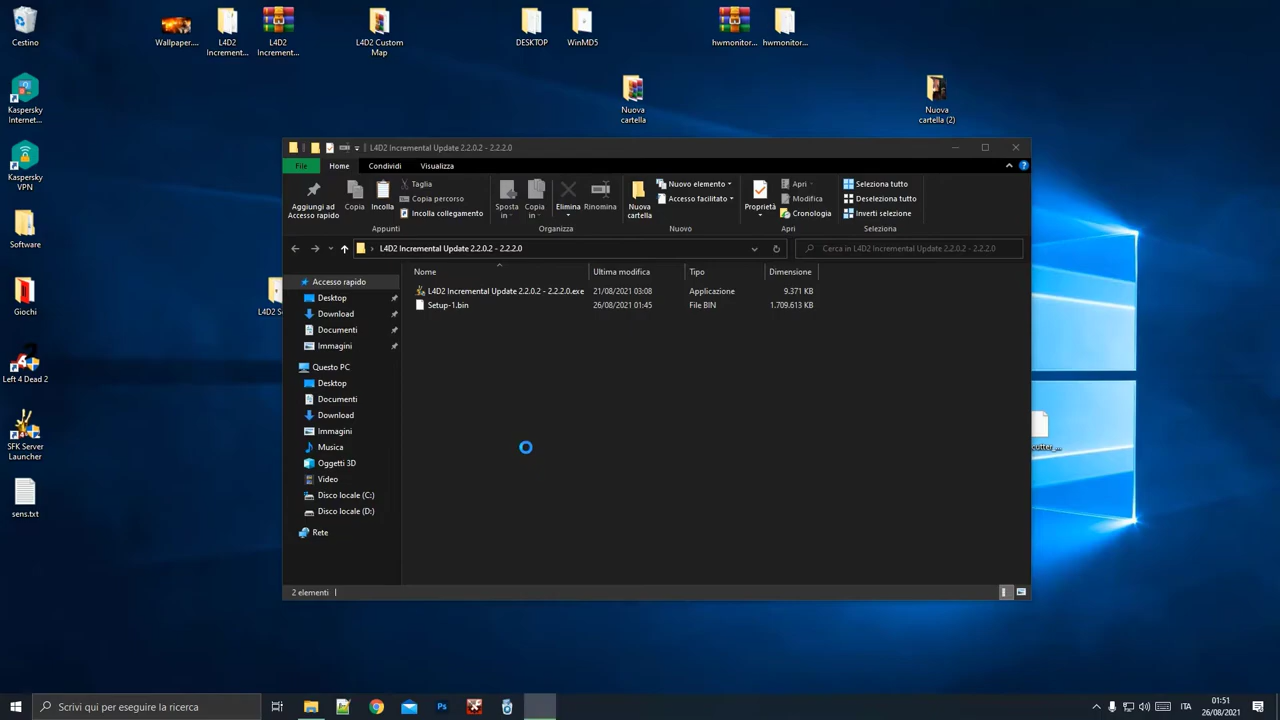 Cestino
Wallpaper....
L4D2
Increment...
L4D2
Increment...
L4D2 Custom
Map
DESKTOP
WinMD5
hwmonitor...
hwmonitor...
Kaspersky
Internet...
Nuova
cartella
Nuova
cartella (2)
Kaspersky
VPN
Software
Giochi
Left 4 Dead 2
SFK Server
Launcher
sens.txt
L4D2 Incremental Update 2.2.0.2 - 2.2.2.0
File
Home
Condividi
Visualizza
Aggiungi ad
Accesso rapido
Copia
Incolla
Taglia
Copia percorso
Incolla collegamento
Appunti
Sposta
in
Copia
in
Elimina
Rinomina
Organizza
Nuova
cartella
Nuovo elemento
Accesso facilitato
Nuovo
Proprietà
Apri
Modifica
Cronologia
Apri
Seleziona tutto
Deseleziona tutto
Inverti selezione
Seleziona
L4D2 Incremental Update 2.2.0.2 - 2.2.2.0
Cerca in L4D2 Incremental Update 2.2.0.2 - 2.2.2.0
Nome Ultima modifica Tipo Dimensione
L4D2 Incremental Update 2.2.0.2 - 2.2.2.0.exe 21/08/2021 03:08 Applicazione 9.371 KB
Setup-1.bin 26/08/2021 01:45 File BIN 1.709.613 KB
Accesso rapido
Desktop
Download
Documenti
Immagini
Questo PC
Desktop
Documenti
Download
Immagini
Musica
Oggetti 3D
Video
Disco locale (C:)
Disco locale (D:)
Rete
2 elementi
Scrivi qui per eseguire la ricerca
ITA
01:51
26/08/2021